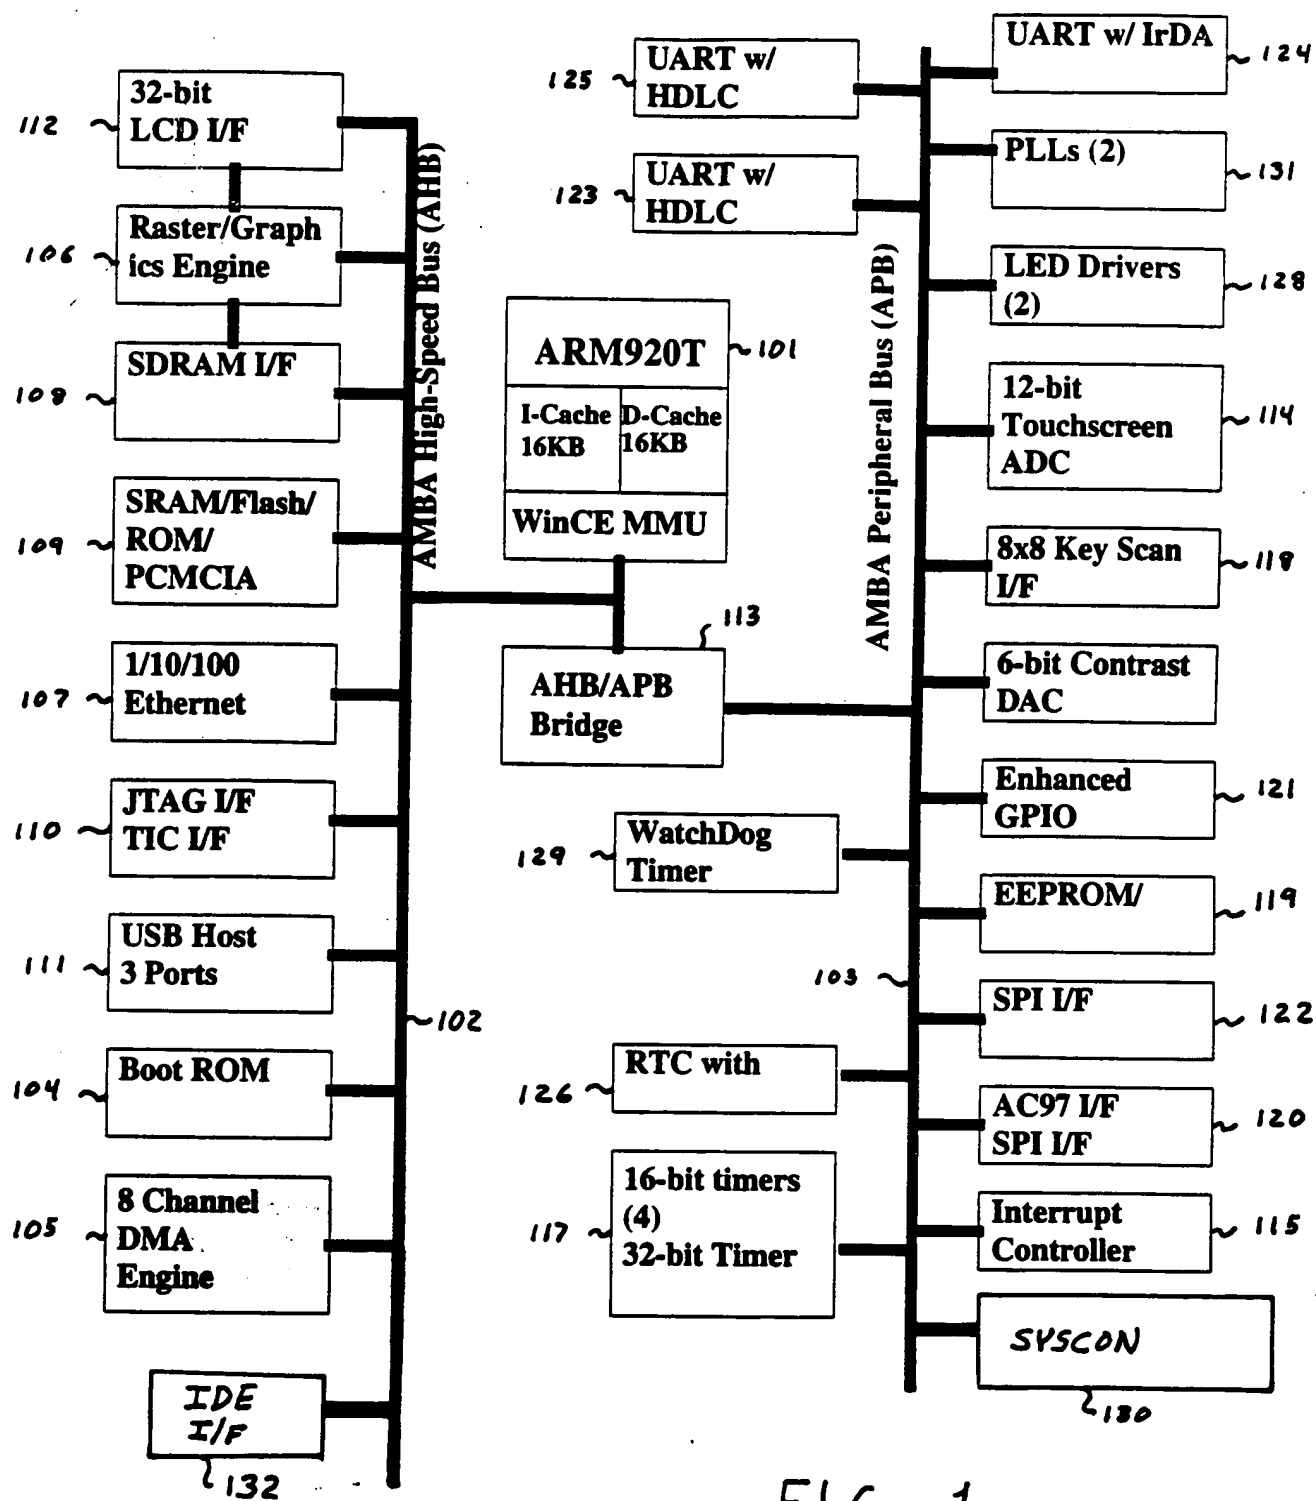 32-bit
LCD I/F
112
Raster/Graph
ics Engine
106
SDRAM I/F
108
SRAM/Flash/
ROM/
PCMCIA
109
1/10/100
Ethernet
107
JTAG I/F
TIC I/F
110
USB Host
3 Ports
111
Boot ROM
104
8 Channel
DMA
Engine
105
IDE
I/F
132
AMBA High-Speed Bus (AHB)
102
ARM920T
101
I-Cache
16KB
D-Cache
16KB
WinCE MMU
113
AHB/APB
Bridge
UART w/
HDLC
125
UART w/
HDLC
123
WatchDog
Timer
129
RTC with
126
16-bit timers
(4)
32-bit Timer
117
AMBA Peripheral Bus (APB)
103
UART w/ IrDA
124
PLLs (2)
131
LED Drivers
(2)
128
12-bit
Touchscreen
ADC
114
8x8 Key Scan
I/F
118
6-bit Contrast
DAC
Enhanced
GPIO
121
EEPROM/
119
SPI I/F
122
AC97 I/F
SPI I/F
120
Interrupt
Controller
115
SYSCON
130
FIG. 1